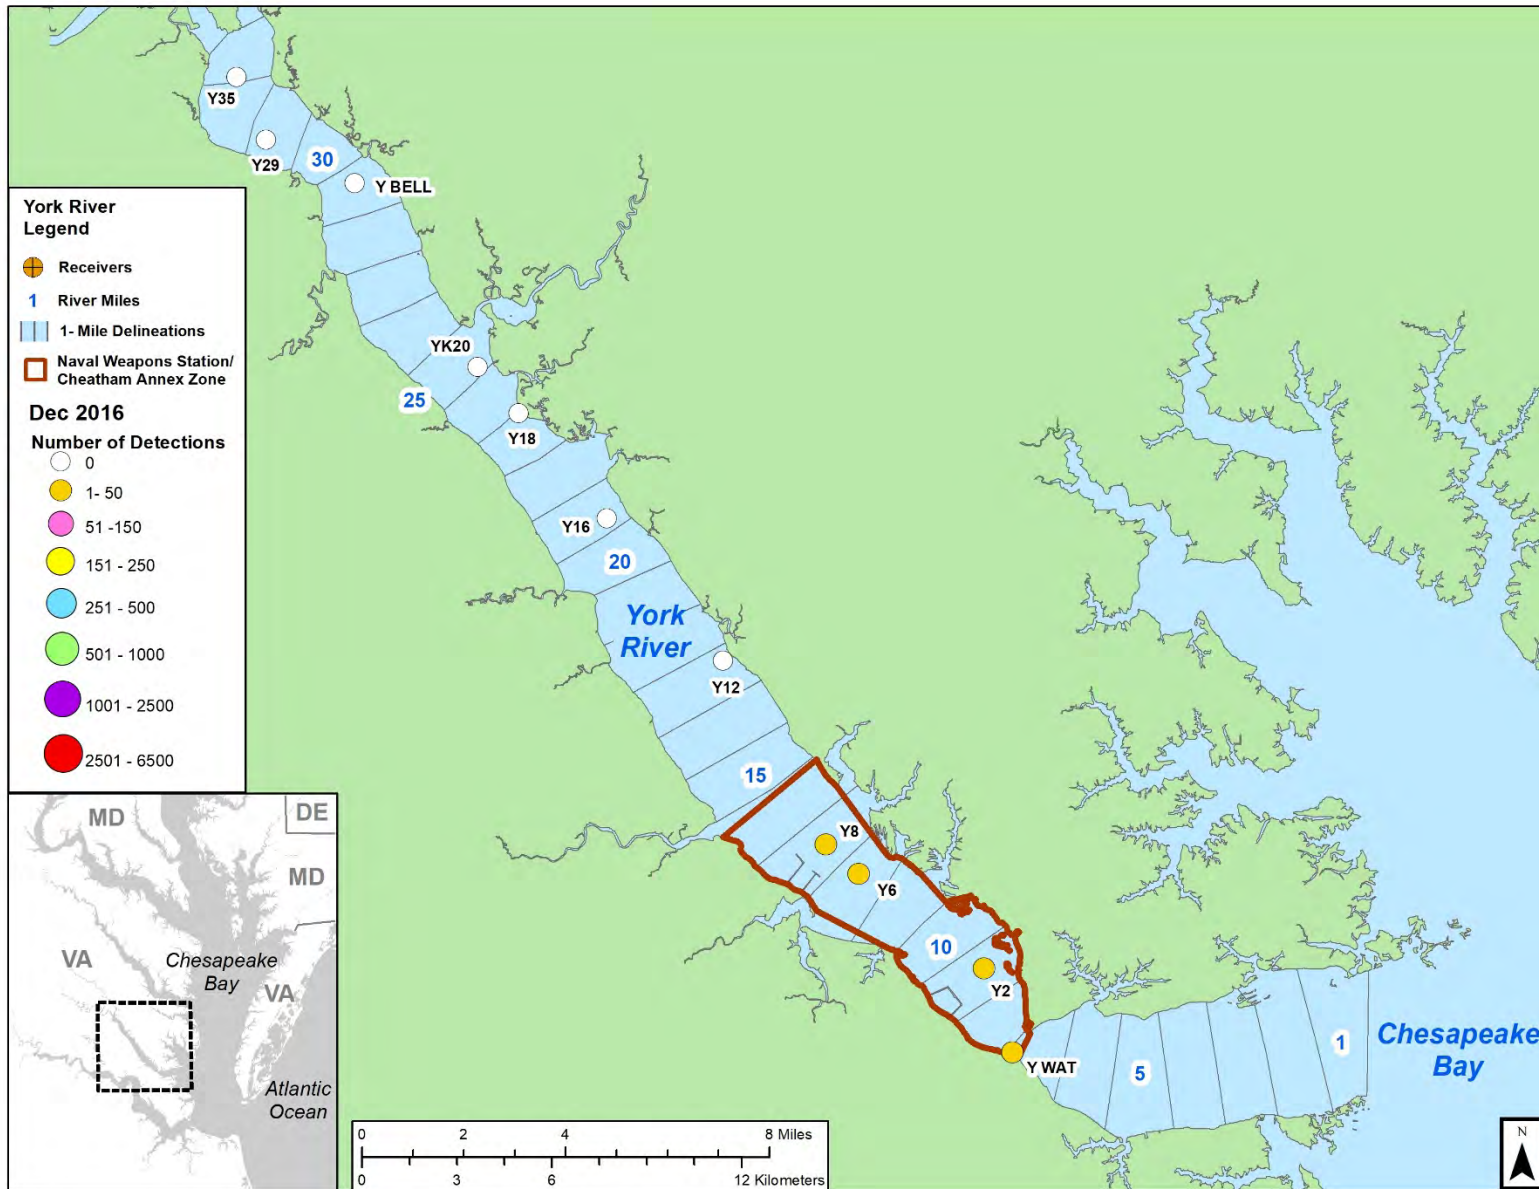 Y35
Y29
30
Y BELL
York River
Legend
Receivers
1 River Miles
1- Mile Delineations
Naval Weapons Station/
Cheatham Annex Zone
Dec 2016
Number of Detections
0
1- 50
51 -150
151 - 250
251 - 500
501 - 1000
1001 - 2500
2501 - 6500
YK20
25
Y18
Y16
20
York
River
Y12
15
Y8
Y6
10
Y2
Y WAT
5
1
Chesapeake
Bay
MD
DE
MD
VA
Chesapeake
Bay
VA
Atlantic
Ocean
0 2 4 8 Miles
0 3 6 12 Kilometers
N